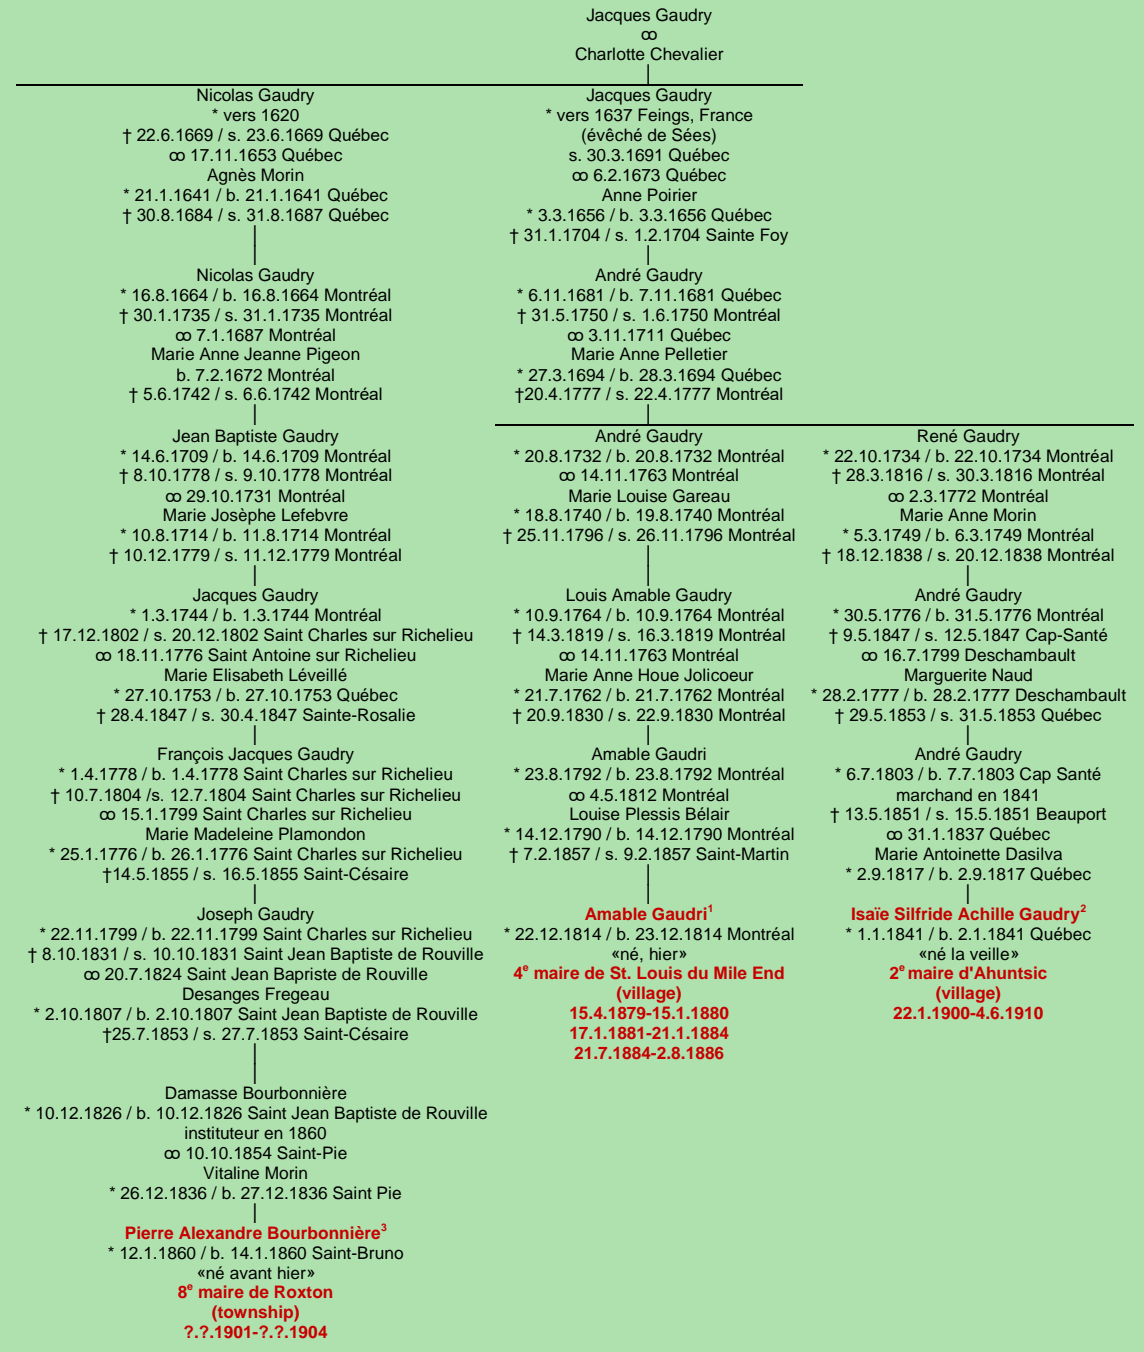 Jacques Gaudry
ꝏ
Charlotte Chevalier
Nicolas Gaudry
* vers 1620
† 22.6.1669 / s. 23.6.1669 Québec
ꝏ 17.11.1653 Québec
Agnès Morin
* 21.1.1641 / b. 21.1.1641 Québec
† 30.8.1684 / s. 31.8.1687 Québec
Nicolas Gaudry
* 16.8.1664 / b. 16.8.1664 Montréal
† 30.1.1735 / s. 31.1.1735 Montréal
ꝏ 7.1.1687 Montréal
Marie Anne Jeanne Pigeon
b. 7.2.1672 Montréal
† 5.6.1742 / s. 6.6.1742 Montréal
Jean Baptiste Gaudry
* 14.6.1709 / b. 14.6.1709 Montréal
† 8.10.1778 / s. 9.10.1778 Montréal
ꝏ 29.10.1731 Montréal
Marie Josèphe Lefebvre
* 10.8.1714 / b. 11.8.1714 Montréal
† 10.12.1779 / s. 11.12.1779 Montréal
Jacques Gaudry
* 1.3.1744 / b. 1.3.1744 Montréal
† 17.12.1802 / s. 20.12.1802 Saint Charles sur Richelieu
ꝏ 18.11.1776 Saint Antoine sur Richelieu
Marie Elisabeth Léveillé
* 27.10.1753 / b. 27.10.1753 Québec
† 28.4.1847 / s. 30.4.1847 Sainte-Rosalie
François Jacques Gaudry
* 1.4.1778 / b. 1.4.1778 Saint Charles sur Richelieu
† 10.7.1804 /s. 12.7.1804 Saint Charles sur Richelieu
ꝏ 15.1.1799 Saint Charles sur Richelieu
Marie Madeleine Plamondon
* 25.1.1776 / b. 26.1.1776 Saint Charles sur Richelieu
†14.5.1855 / s. 16.5.1855 Saint-Césaire
Joseph Gaudry
* 22.11.1799 / b. 22.11.1799 Saint Charles sur Richelieu
† 8.10.1831 / s. 10.10.1831 Saint Jean Baptiste de Rouville
ꝏ 20.7.1824 Saint Jean Bapriste de Rouville
Desanges Fregeau
* 2.10.1807 / b. 2.10.1807 Saint Jean Baptiste de Rouville
†25.7.1853 / s. 27.7.1853 Saint-Césaire
Damasse Bourbonnière
* 10.12.1826 / b. 10.12.1826 Saint Jean Baptiste de Rouville
instituteur en 1860
ꝏ 10.10.1854 Saint-Pie
Vitaline Morin
* 26.12.1836 / b. 27.12.1836 Saint Pie
Pierre Alexandre Bourbonnière³
* 12.1.1860 / b. 14.1.1860 Saint-Bruno
«né avant hier»
8ᵉ maire de Roxton
(township)
?.?.1901-?.?.1904
Jacques Gaudry
* vers 1637 Feings, France
(évêché de Sées)
s. 30.3.1691 Québec
ꝏ 6.2.1673 Québec
Anne Poirier
* 3.3.1656 / b. 3.3.1656 Québec
† 31.1.1704 / s. 1.2.1704 Sainte Foy
André Gaudry
* 6.11.1681 / b. 7.11.1681 Québec
† 31.5.1750 / s. 1.6.1750 Montréal
ꝏ 3.11.1711 Québec
Marie Anne Pelletier
* 27.3.1694 / b. 28.3.1694 Québec
†20.4.1777 / s. 22.4.1777 Montréal
André Gaudry
* 20.8.1732 / b. 20.8.1732 Montréal
ꝏ 14.11.1763 Montréal
Marie Louise Gareau
* 18.8.1740 / b. 19.8.1740 Montréal
† 25.11.1796 / s. 26.11.1796 Montréal
Louis Amable Gaudry
* 10.9.1764 / b. 10.9.1764 Montréal
† 14.3.1819 / s. 16.3.1819 Montréal
ꝏ 14.11.1763 Montréal
Marie Anne Houe Jolicoeur
* 21.7.1762 / b. 21.7.1762 Montréal
† 20.9.1830 / s. 22.9.1830 Montréal
Amable Gaudri
* 23.8.1792 / b. 23.8.1792 Montréal
ꝏ 4.5.1812 Montréal
Louise Plessis Bélair
* 14.12.1790 / b. 14.12.1790 Montréal
† 7.2.1857 / s. 9.2.1857 Saint-Martin
Amable Gaudri¹
* 22.12.1814 / b. 23.12.1814 Montréal
«né, hier»
4ᵉ maire de St. Louis du Mile End
(village)
15.4.1879-15.1.1880
17.1.1881-21.1.1884
21.7.1884-2.8.1886
René Gaudry
* 22.10.1734 / b. 22.10.1734 Montréal
† 28.3.1816 / s. 30.3.1816 Montréal
ꝏ 2.3.1772 Montréal
Marie Anne Morin
* 5.3.1749 / b. 6.3.1749 Montréal
† 18.12.1838 / s. 20.12.1838 Montréal
André Gaudry
* 30.5.1776 / b. 31.5.1776 Montréal
† 9.5.1847 / s. 12.5.1847 Cap-Santé
ꝏ 16.7.1799 Deschambault
Marguerite Naud
* 28.2.1777 / b. 28.2.1777 Deschambault
† 29.5.1853 / s. 31.5.1853 Québec
André Gaudry
* 6.7.1803 / b. 7.7.1803 Cap Santé
marchand en 1841
† 13.5.1851 / s. 15.5.1851 Beauport
ꝏ 31.1.1837 Québec
Marie Antoinette Dasilva
* 2.9.1817 / b. 2.9.1817 Québec
Isaïe Silfride Achille Gaudry²
* 1.1.1841 / b. 2.1.1841 Québec
«né la veille»
2ᵉ maire d'Ahuntsic
(village)
22.1.1900-4.6.1910